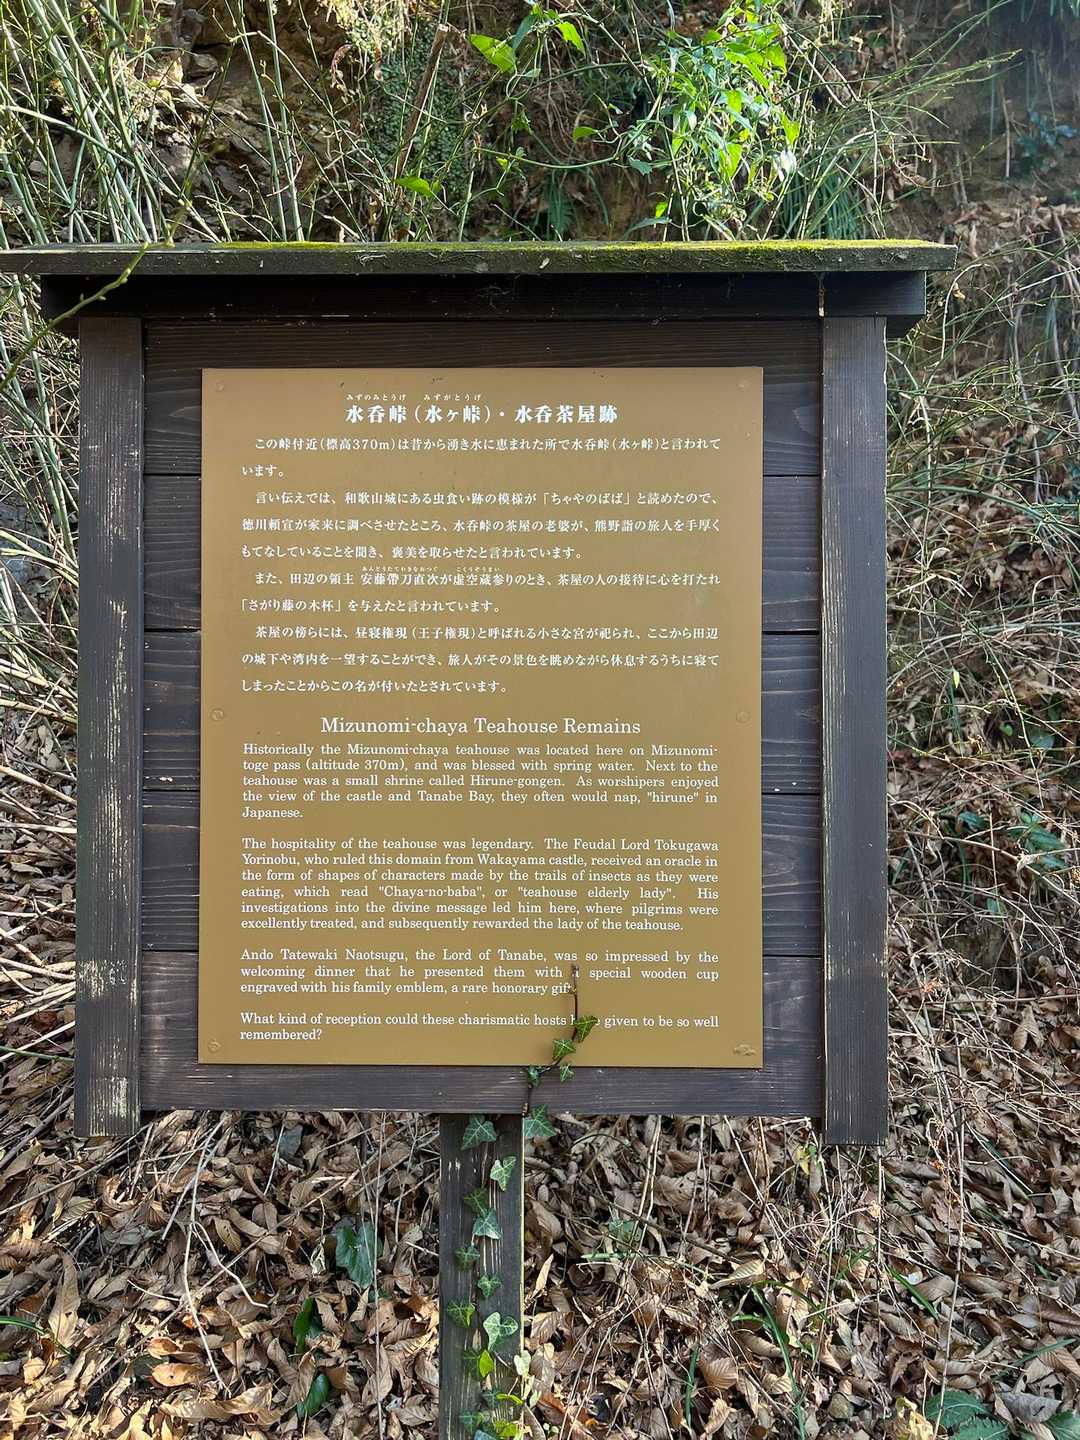 みずのみとうげ みずがとうげ
水呑峠(水ヶ峠)・水呑茶屋跡
この峠付近(標高370m)は昔から湧き水に恵まれた所で水呑峠(水ヶ峠)と言われて
います。
言い伝えでは、和歌山城にある虫食い跡の模様が「ちゃやのばば」と読めたので、
徳川頼宣が家来に調べさせたところ、水呑峠の茶屋の老婆が、熊野詣の旅人を手厚く
もてなしていることを聞き、褒美を取らせたと言われています。
あんどうたてわきなおつぐ こくうぞうまい
また、田辺の領主 安藤帶刀直次が虚空蔵参りのとき、茶屋の人の接待に心を打たれ
「さがり藤の木杯」を与えたと言われています。
茶屋の傍らには、昼寝権現(王子権現)と呼ばれる小さな宮が祀られ、ここから田辺
の城下や湾内を一望することができ、旅人がその景色を眺めながら休息するうちに寝て
しまったことからこの名が付いたとされています。
Mizunomi-chaya Teahouse Remains
Historically the Mizunomi-chaya teahouse was located here on Mizunomi-
toge pass (altitude 370m), and was blessed with spring water. Next to the
teahouse was a small shrine called Hirune-gongen. As worshipers enjoyed
the view of the castle and Tanabe Bay, they often would nap, "hirune" in
Japanese.
The hospitality of the teahouse was legendary. The Feudal Lord Tokugawa
Yorinobu, who ruled this domain from Wakayama castle, received an oracle in
the form of shapes of characters made by the trails of insects as they were
eating, which read "Chaya-no-baba", or "teahouse elderly lady". His
investigations into the divine message led him here, where pilgrims were
excellently treated, and subsequently rewarded the lady of the teahouse.
Ando Tatewaki Naotsugu, the Lord of Tanabe, was so impressed by the
welcoming dinner that he presented them with special wooden cup
engraved with his family emblem, a rare honorary gift
What kind of reception could these charismatic hosts given to be so well
remembered?